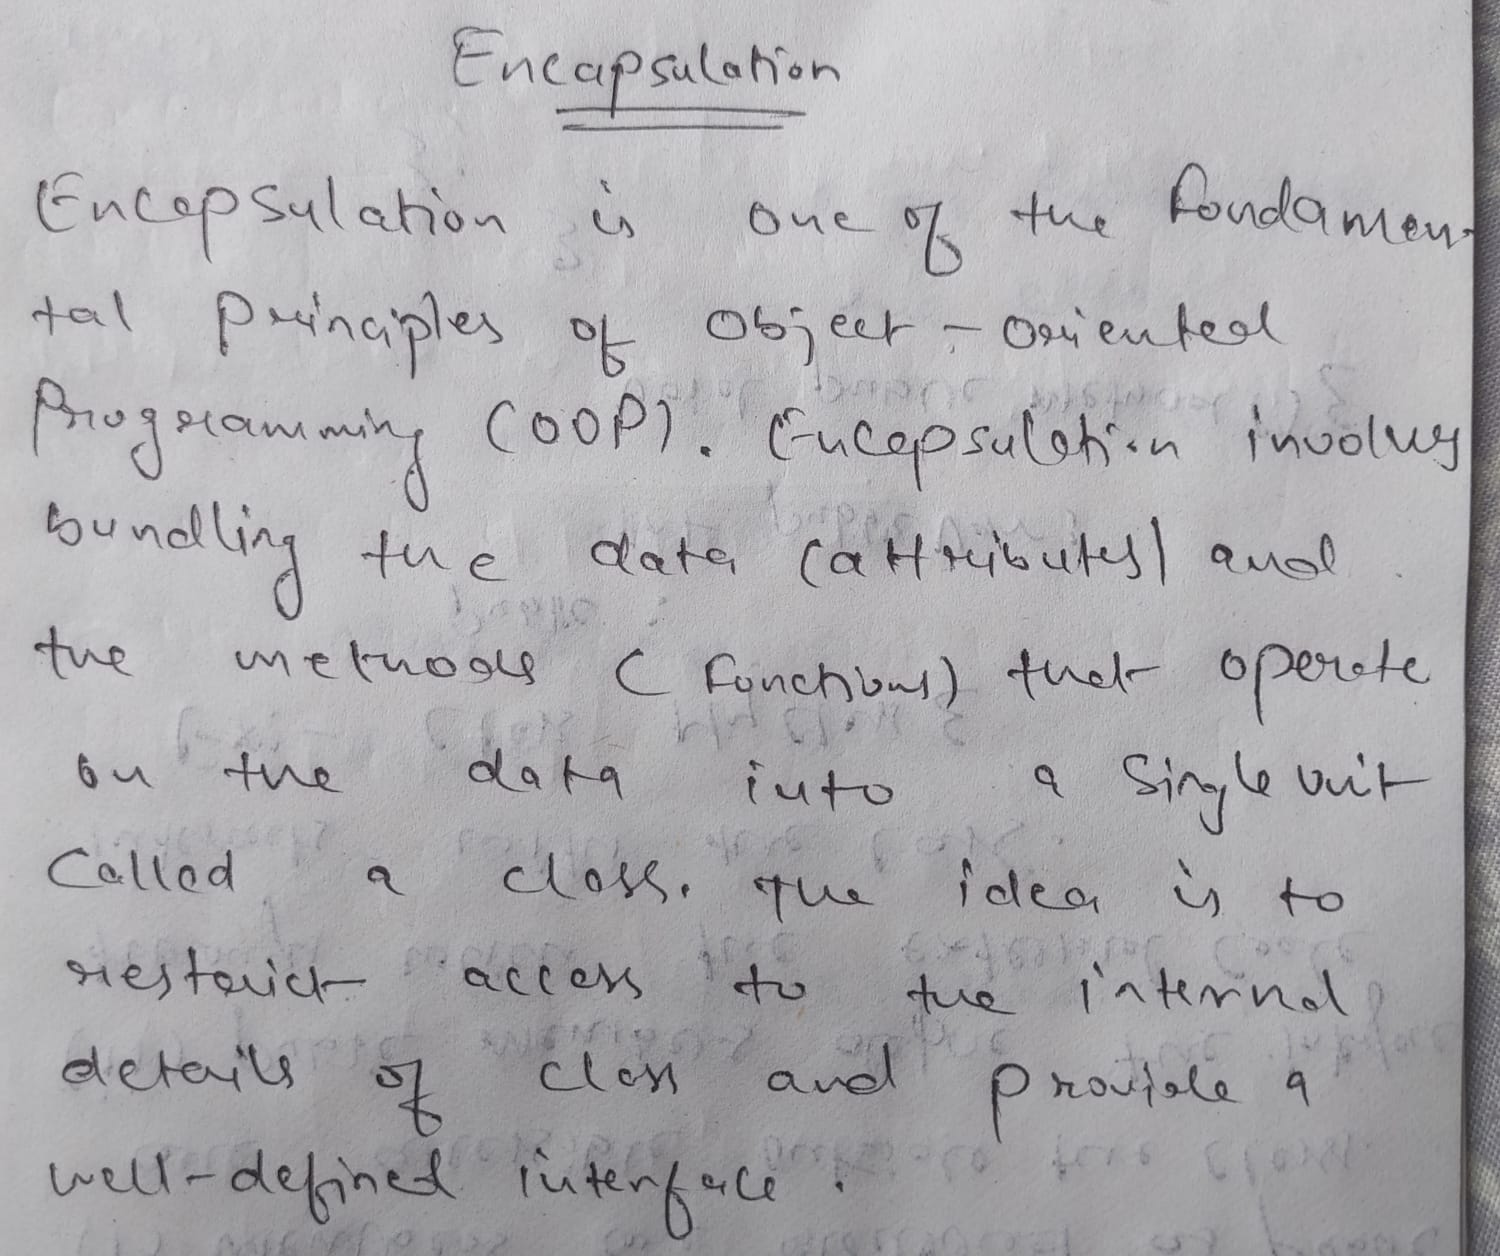 Encapsulation
Encapsulation is one of the fondamen-
tal principles of object-oriented
programming (OOP). Encapsulation involves
bundling the data (attributes) and
the methods (functions) that operate
on the data into a single unit
Called a class. The idea is to
restrict access to the internal
details of class and provide a
well-defined interface.